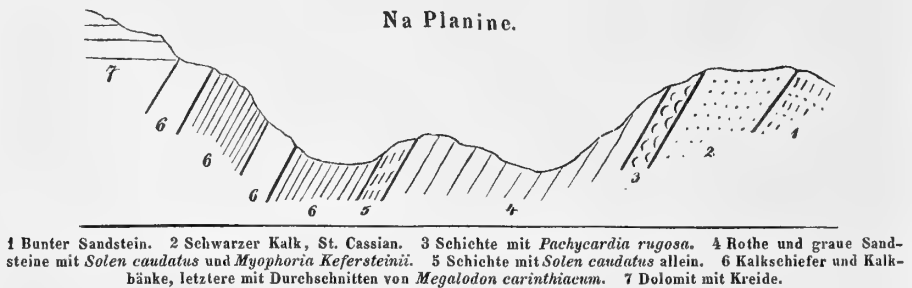 Na Planine.
7
6
6
6
6
5
4
3
2
1
1 Bunter Sandstein. 2 Schwarzer Kalk, St. Cassian. 3 Schichte mit Pachycardia rugosa. 4 Rothe und graue Sand-
steine mit Solen caudatus und Myophoria Kefersteinii. 5 Schichte mit Solen caudatus allein. 6 Kalkschiefer und Kalk-
bänke, letztere mit Durchschnitten von Megalodon carinthiacum. 7 Dolomit mit Kreide.